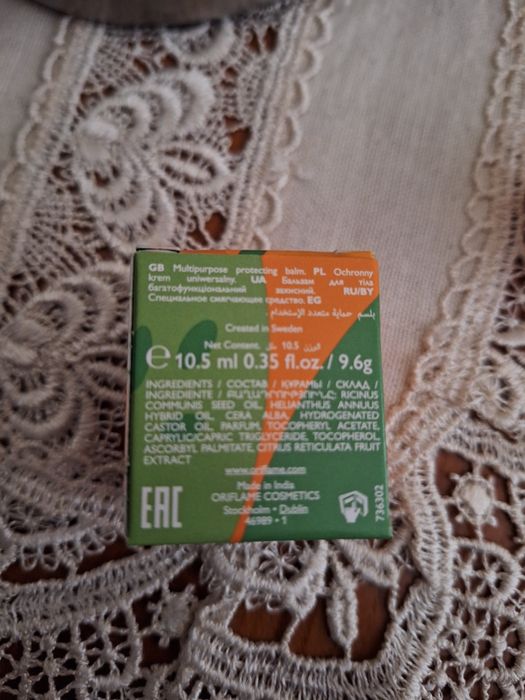 GB Multipurpose protecting balm. PL Ochronny
krem uniwersalny. UA Бальзам для тіла
багатофункціональний захисний. RU/BY
Специальное смягчающее средство. EG
بلسم حماية متعدد الإستخدام.
Created in Sweden
Net Content. الوزن 10.5 مل
e 10.5 ml 0.35 fl.oz. / 9.6g
INGREDIENTS / СОСТАВ / ҚҰРАМЫ / СКЛАД /
INGREDIENTE / ԲԱՂԱԴՐՈՒԹՅՈՒՆԸ: RICINUS
COMMUNIS SEED OIL, HELIANTHUS ANNUUS
HYBRID OIL, CERA ALBA, HYDROGENATED
CASTOR OIL, PARFUM, TOCOPHERYL ACETATE,
CAPRYLIC/CAPRIC TRIGLYCERIDE, TOCOPHEROL,
ASCORBYL PALMITATE, CITRUS RETICULATA FRUIT
EXTRACT
www.oriflame.com
Made in India
ORIFLAME COSMETICS
Stockholm • Dublin
46989 • 1
EAC
736302